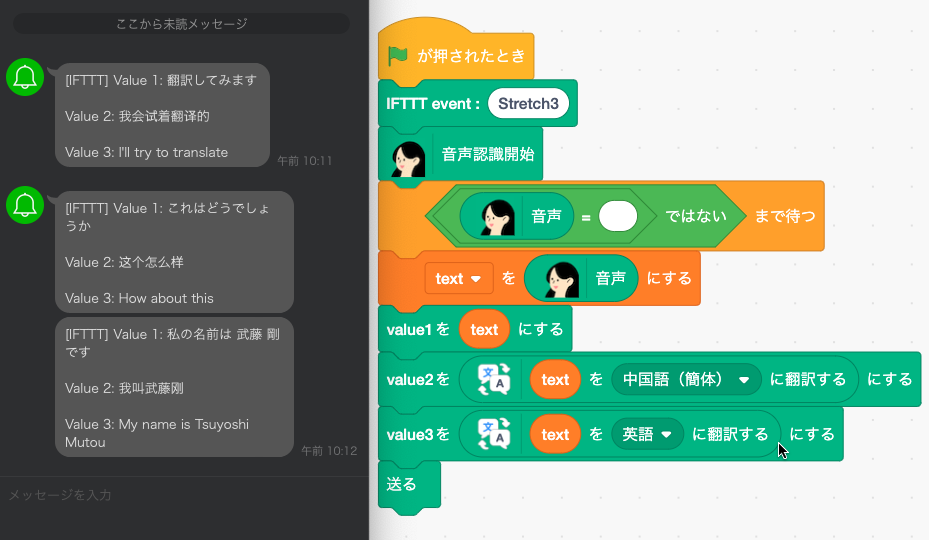 ここから未読メッセージ
[IFTTT] Value 1: 翻訳してみます
Value 2: 我会试着翻译的
Value 3: I'll try to translate
午前 10:11
[IFTTT] Value 1: これはどうでしょ
うか
Value 2: 这个怎么样
Value 3: How about this
[IFTTT] Value 1: 私の名前は 武藤 剛
です
Value 2: 我叫武藤刚
Value 3: My name is Tsuyoshi
Mutou
午前 10:12
メッセージを入力
が押されたとき
IFTTT event : Stretch3
音声認識開始
音声 = ではない まで待つ
text を 音声 にする
value1 を text にする
value2 を 文 A text を 中国語（簡体） に翻訳する にする
value3 を 文 A text を 英語 に翻訳する にする
送る